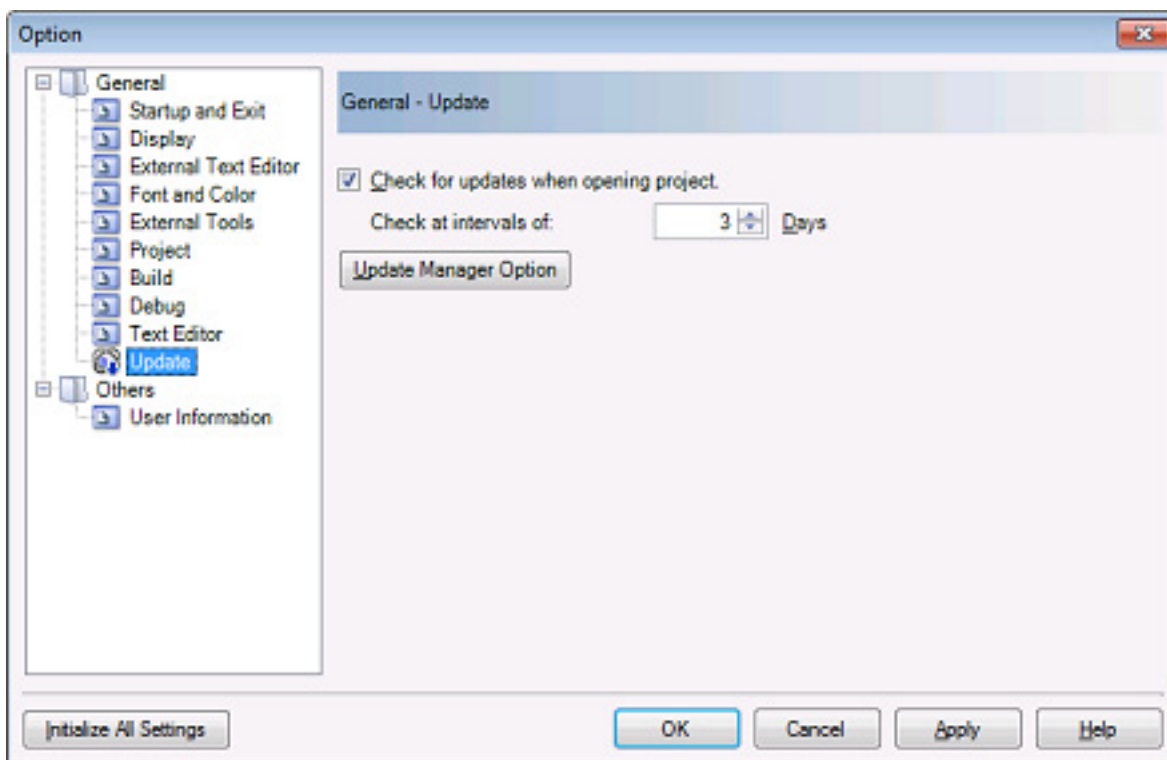 Option
General
Startup and Exit
Display
External Text Editor
Font and Color
External Tools
Project
Build
Debug
Text Editor
Update
Others
User Information
General - Update
Check for updates when opening project.
Check at intervals of: 3 Days
Update Manager Option
Initialize All Settings OK Cancel Apply Help